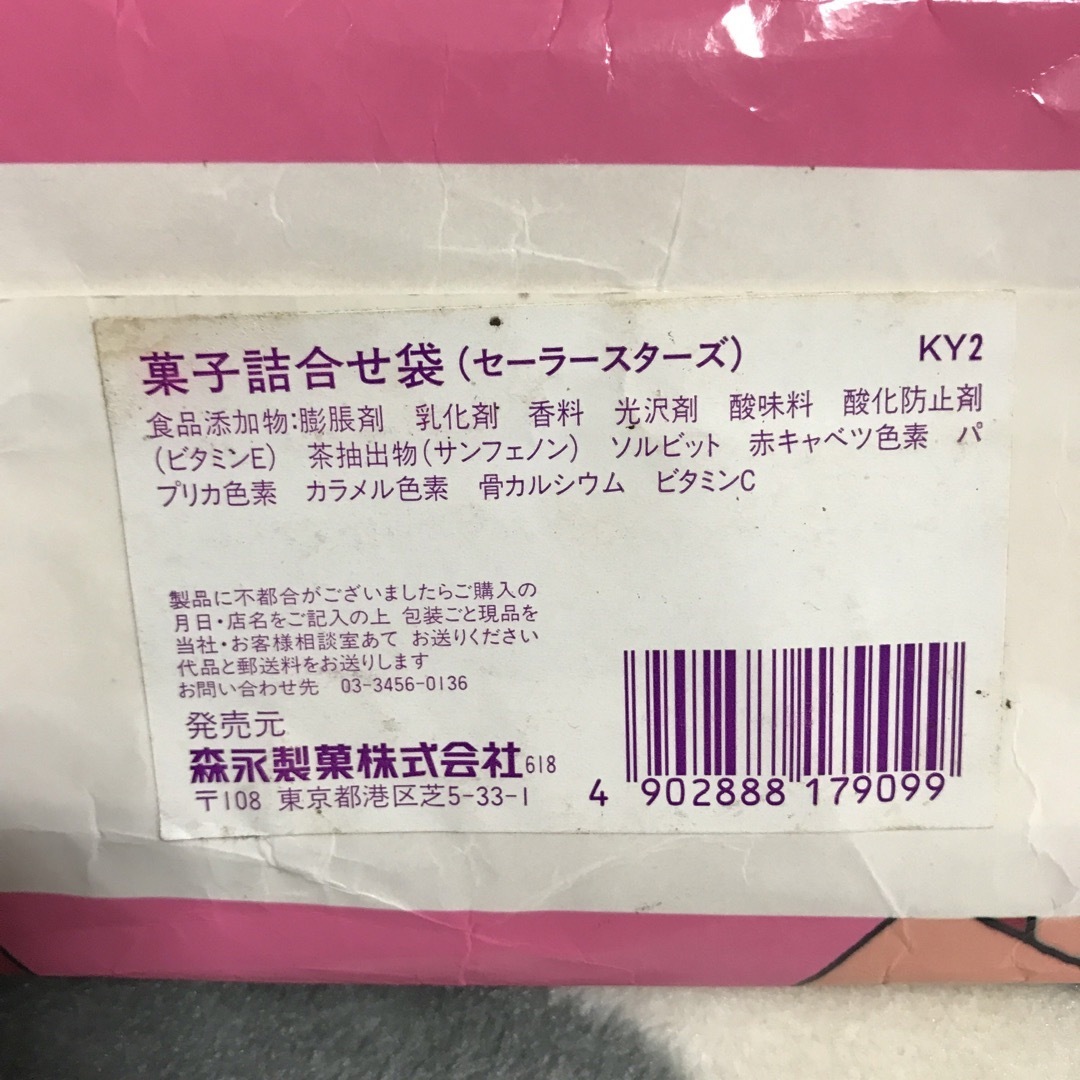 菓子詰合せ袋(セーラースターズ) KY2
食品添加物:膨脹剤 乳化剤 香料 光沢剤 酸味料 酸化防止剤
(ビタミンE) 茶抽出物(サンフェノン) ソルビット 赤キャベツ色素 パ
プリカ色素 カラメル色素 骨カルシウム ビタミンC
製品に不都合がございましたらご購入の
月日・店名をご記入の上 包装ごと現品を
当社・お客様相談室あて お送りください
代品と郵送料をお送りします
お問い合わせ先 03-3456-0136
発売元
森永製菓株式会社618
〒108 東京都港区芝5-33-1
4 902888 179099